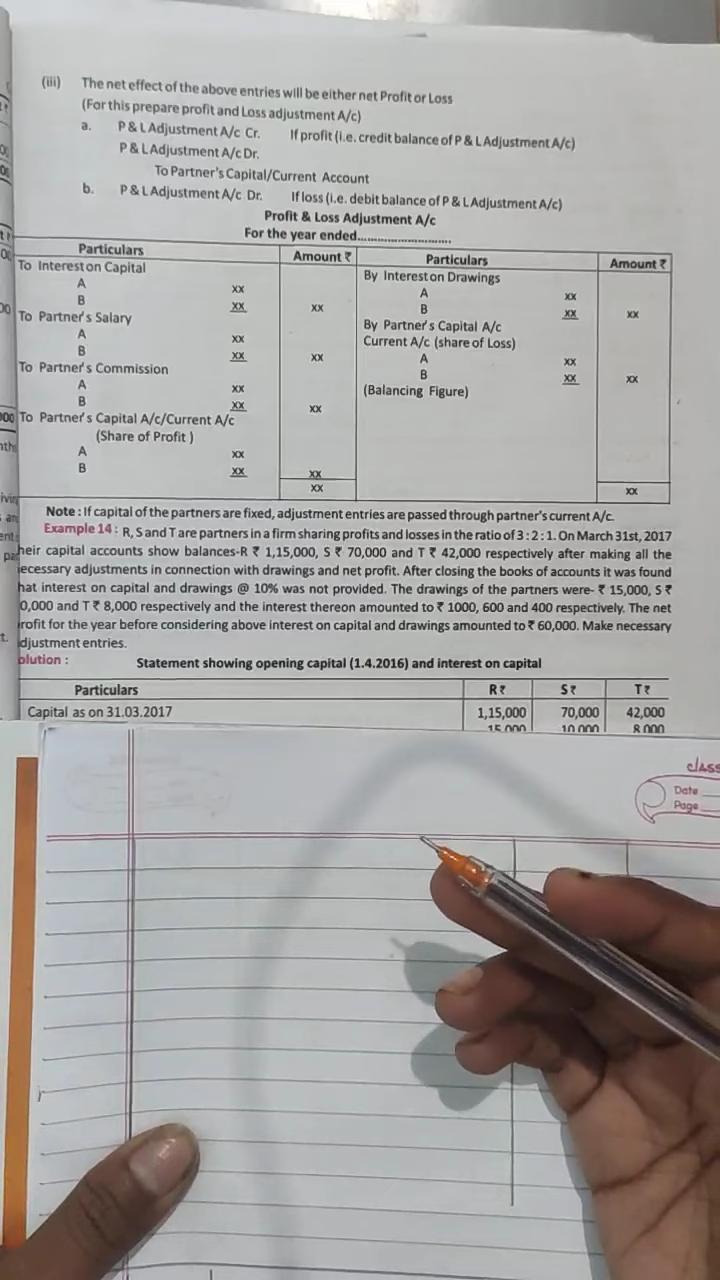 (iii) The net effect of the above entries will be either net Profit or Loss
(For this prepare profit and Loss adjustment A/c)
a. P & L Adjustment A/c Cr. If profit (i.e. credit balance of P & L Adjustment A/c)
P & L Adjustment A/c Dr.
To Partner's Capital/Current Account
b. P & L Adjustment A/c Dr. If loss (i.e. debit balance of P & L Adjustment A/c)
Profit & Loss Adjustment A/c
For the year ended..............................
Particulars Amount ₹ Particulars Amount ₹
To Interest on Capital By Interest on Drawings
A xx A xx
B xx xx B xx xx
To Partner's Salary By Partner's Capital A/c
A xx Current A/c (share of Loss)
B xx xx A xx
To Partner's Commission B xx xx
A xx (Balancing Figure)
B xx xx
To Partner's Capital A/c/Current A/c
(Share of Profit )
A xx
B xx xx
xx xx
Note : If capital of the partners are fixed, adjustment entries are passed through partner's current A/c.
Example 14 : R, S and T are partners in a firm sharing profits and losses in the ratio of 3 : 2 : 1. On March 31st, 2017
heir capital accounts show balances-R ₹ 1,15,000, S ₹ 70,000 and T ₹ 42,000 respectively after making all the
ecessary adjustments in connection with drawings and net profit. After closing the books of accounts it was found
hat interest on capital and drawings @ 10% was not provided. The drawings of the partners were- ₹ 15,000, S ₹
0,000 and T ₹ 8,000 respectively and the interest thereon amounted to ₹ 1000, 600 and 400 respectively. The net
rofit for the year before considering above interest on capital and drawings amounted to ₹ 60,000. Make necessary
djustment entries.
olution : Statement showing opening capital (1.4.2016) and interest on capital
Particulars R ₹ S ₹ T ₹
Capital as on 31.03.2017 1,15,000 70,000 42,000
15,000 10,000 8,000
CLASS
Date
Page